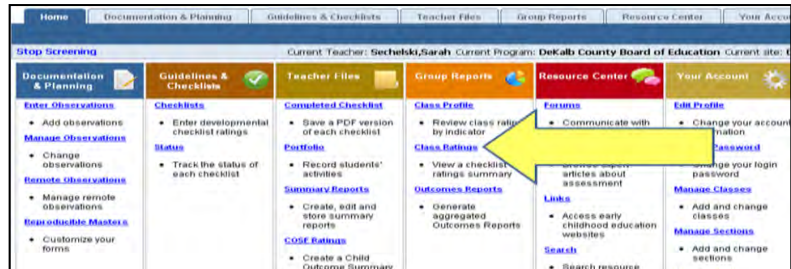 Home Documentation & Planning Guidelines & Checklists Teacher Files Group Reports Resource Center Your Accou
Stop Screening Current Teacher: Sechelski,Sarah Current Program: DeKalb County Board of Education Current site:
Documentation & Planning
Enter Observations
• Add observations
Manage Observations
• Change observations
Remote Observations
• Manage remote observations
Reproducible Masters
• Customize your forms
Guidelines & Checklists
Checklists
• Enter developmental checklist ratings
Status
• Track the status of each checklist
Teacher Files
Completed Checklist
• Save a PDF version of each checklist
Portfolio
• Record students' activities
Summary Reports
• Create, edit and store summary reports
COSF Ratings
• Create a Child Outcome Summary
Group Reports
Class Profile
• Review class ratin by indicator
Class Ratings
• View a checklist ratings summary
Outcomes Reports
• Generate aggregated Outcomes Reports
Resource Center
Forums
• Communicate with
articles about assessment
Links
• Access early childhood education websites
Search
• Search resource
Your Account
Edit Profile
• Change your account
mation
Password
hange your login password
Manage Classes
• Add and change classes
Manage Sections
• Add and change sections